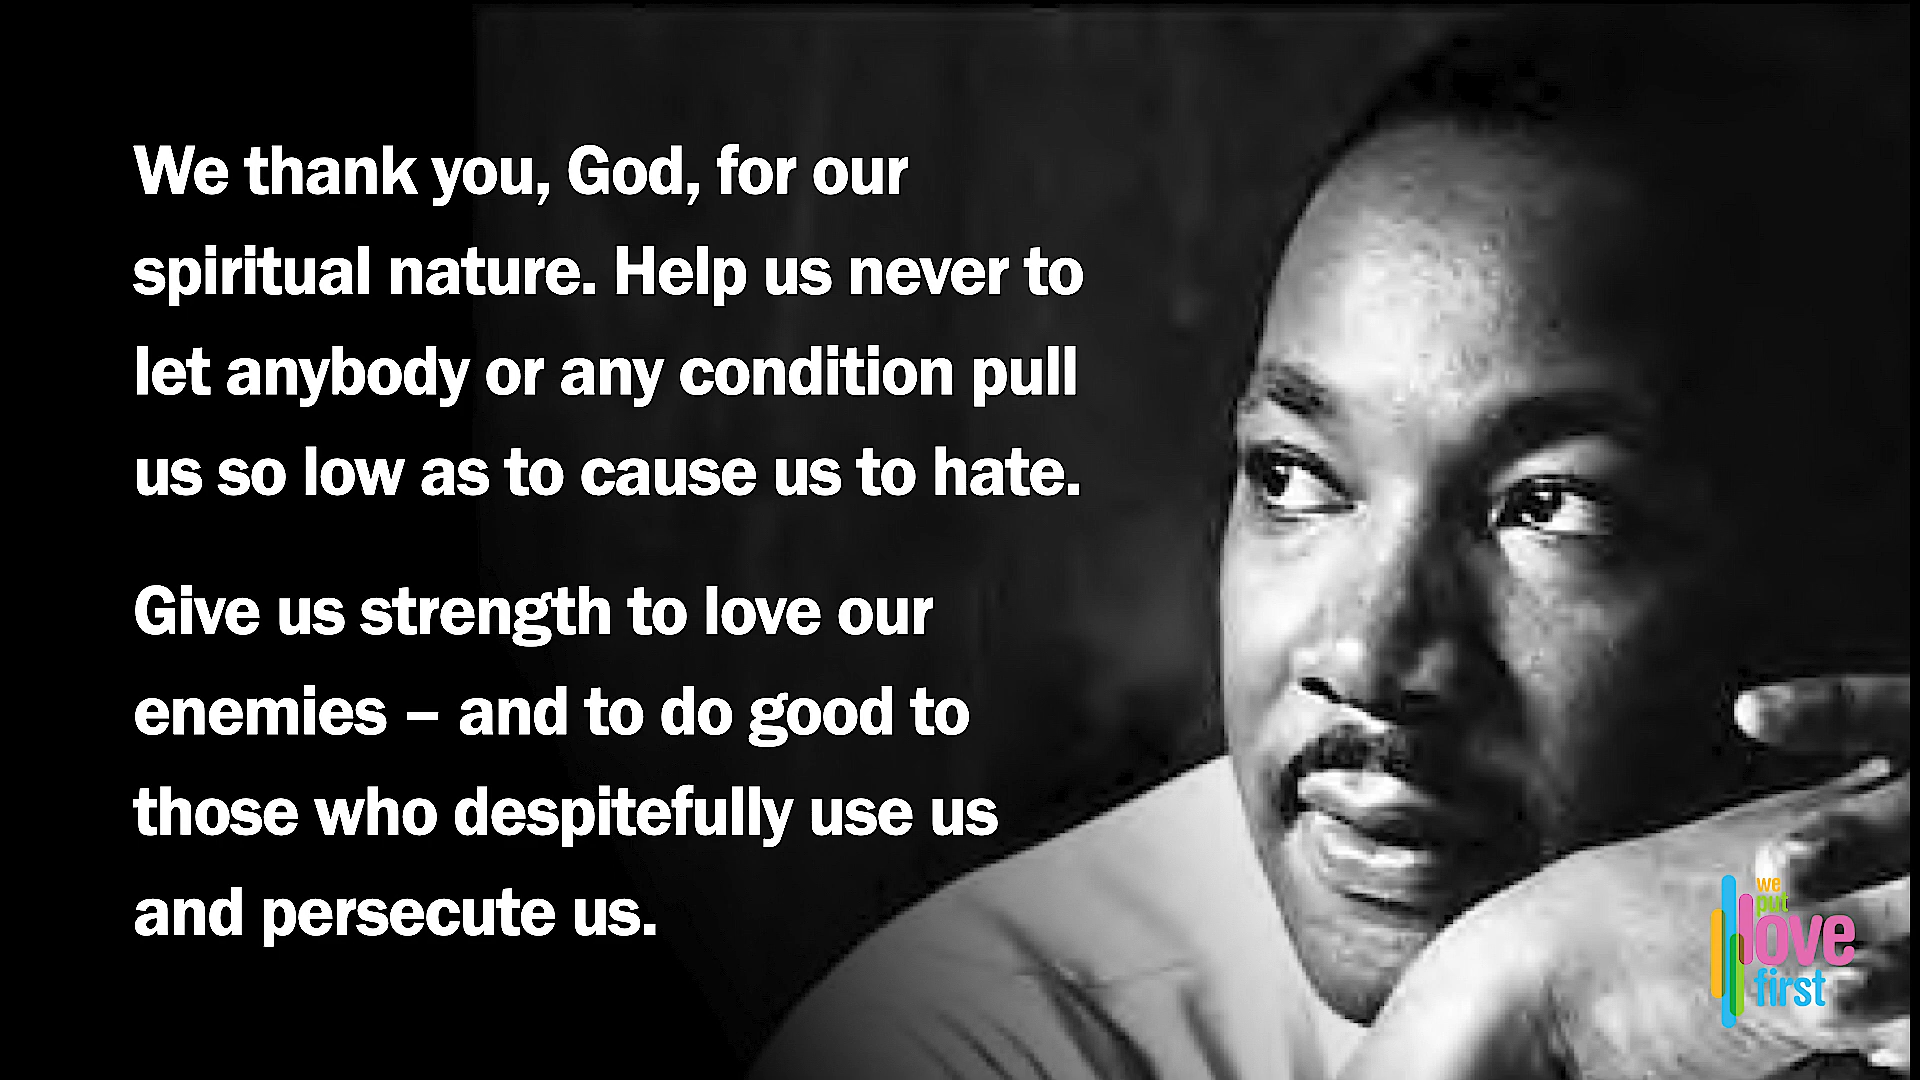 We thank you, God, for our
spiritual nature. Help us never to
let anybody or any condition pull
us so low as to cause us to hate.
Give us strength to love our
enemies – and to do good to
those who despitefully use us
and persecute us.
we
put
love
first